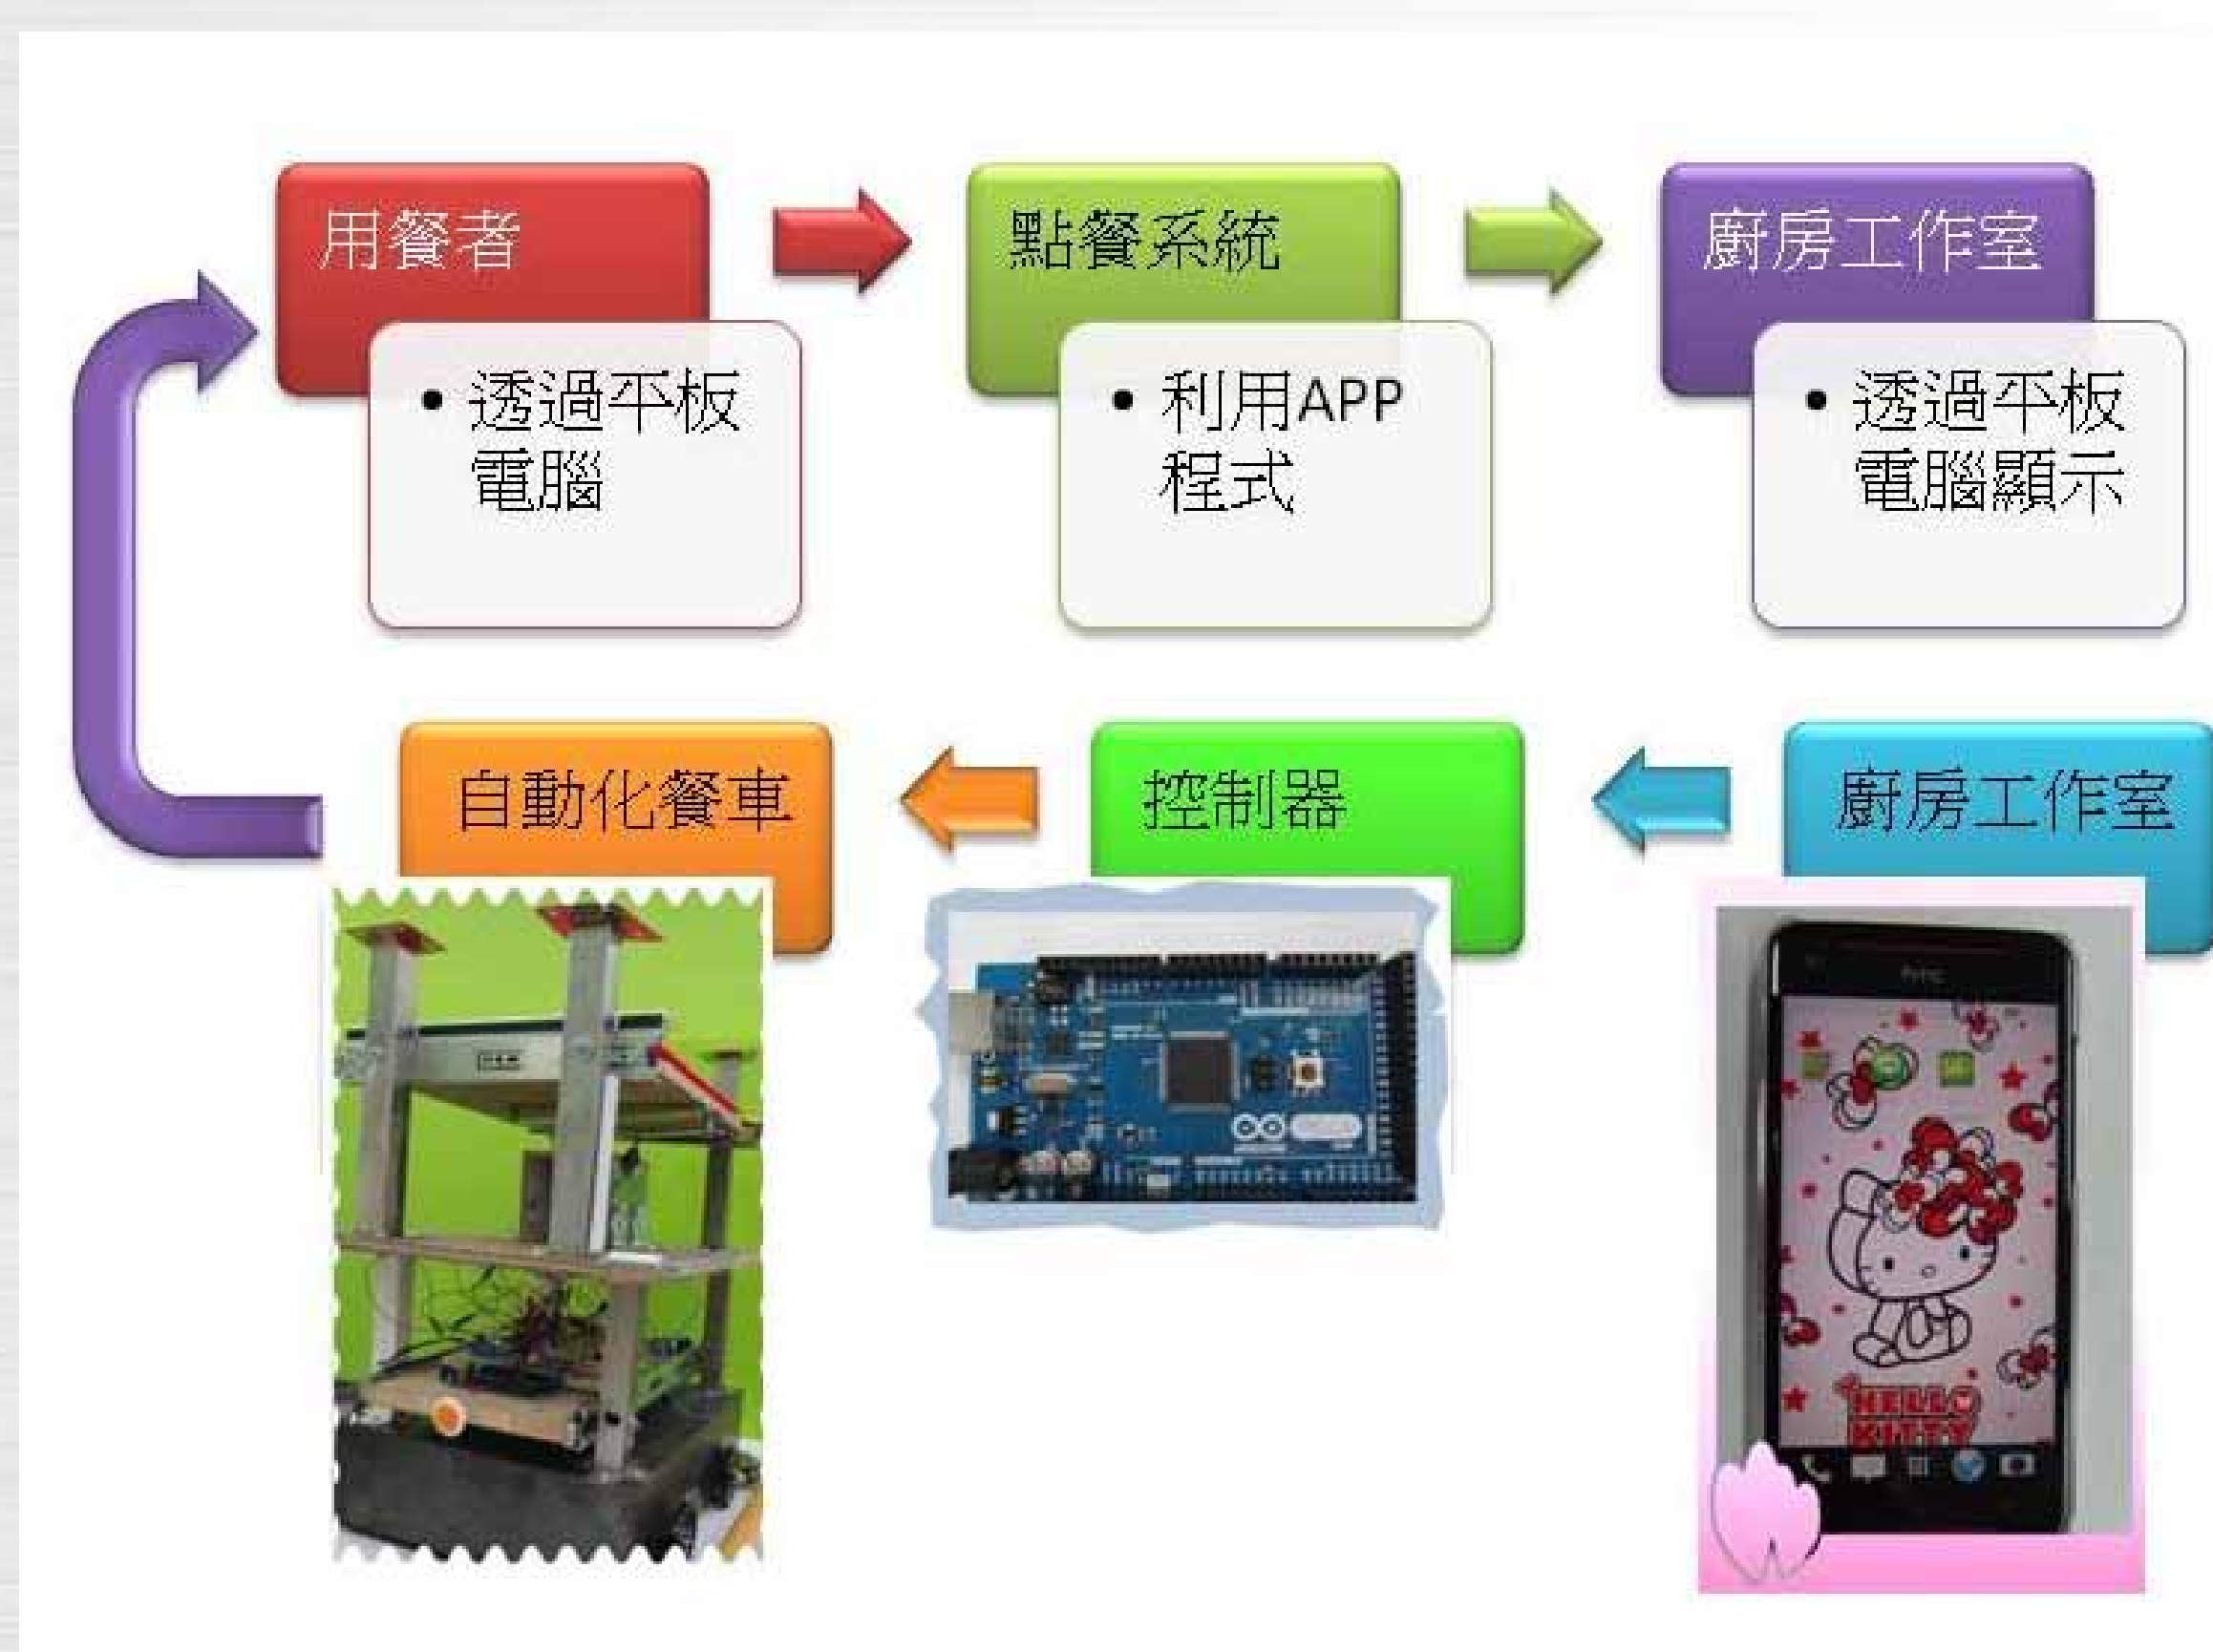 用餐者
點餐系統
廚房工作室
• 透過平板
電腦
• 利用APP
程式
• 透過平板
電腦顯示
自動化餐車
控制器
廚房工作室
hTC
HELLO
KITTY